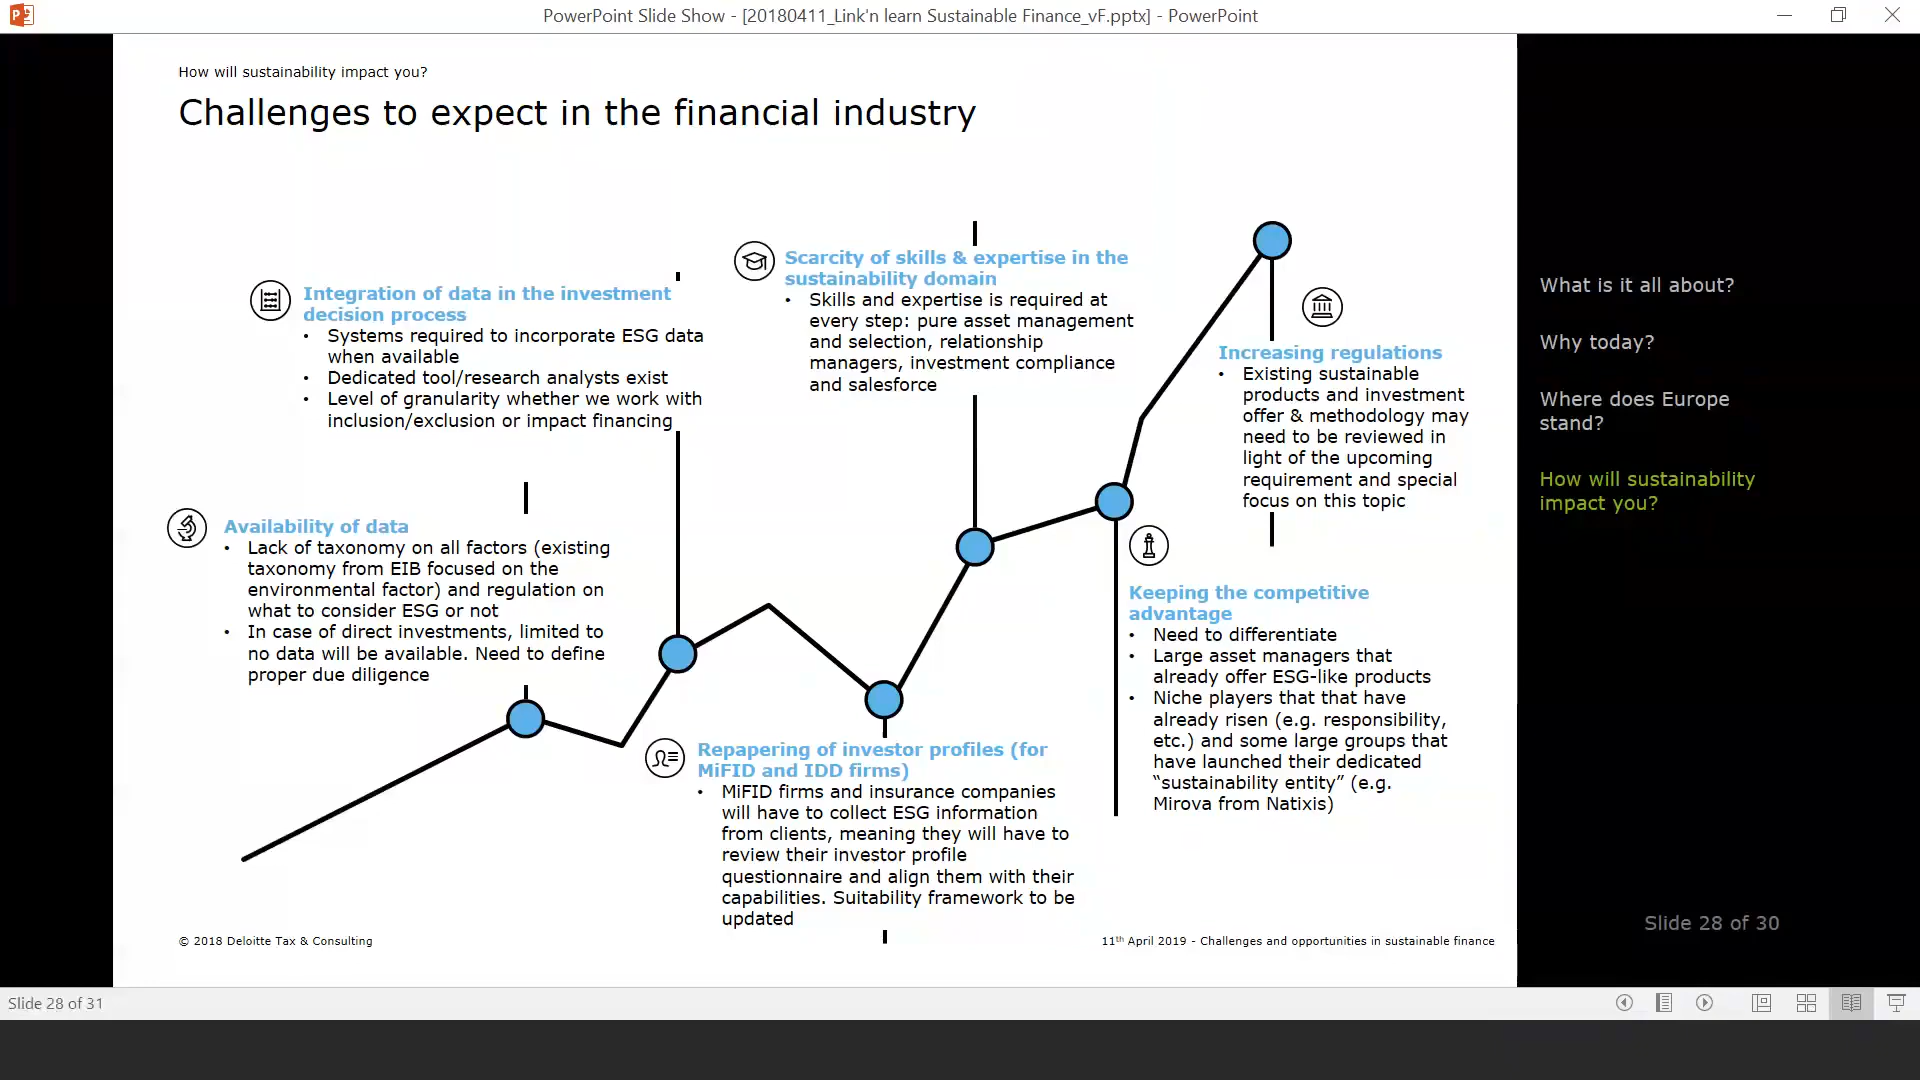 PowerPoint Slide Show - [20180411_Link'n learn Sustainable Finance_vF.pptx] - PowerPoint
How will sustainability impact you?
Challenges to expect in the financial industry
Integration of data in the investment
decision process
• Systems required to incorporate ESG data
when available
• Dedicated tool/research analysts exist
• Level of granularity whether we work with
inclusion/exclusion or impact financing
Scarcity of skills & expertise in the
sustainability domain
• Skills and expertise is required at
every step: pure asset management
and selection, relationship
managers, investment compliance
and salesforce
Increasing regulations
• Existing sustainable
products and investment
offer & methodology may
need to be reviewed in
light of the upcoming
requirement and special
focus on this topic
Availability of data
• Lack of taxonomy on all factors (existing
taxonomy from EIB focused on the
environmental factor) and regulation on
what to consider ESG or not
• In case of direct investments, limited to
no data will be available. Need to define
proper due diligence
Repapering of investor profiles (for
MiFID and IDD firms)
• MiFID firms and insurance companies
will have to collect ESG information
from clients, meaning they will have to
review their investor profile
questionnaire and align them with their
capabilities. Suitability framework to be
updated
Keeping the competitive
advantage
• Need to differentiate
• Large asset managers that
already offer ESG-like products
• Niche players that that have
already risen (e.g. responsibility,
etc.) and some large groups that
have launched their dedicated
“sustainability entity” (e.g.
Mirova from Natixis)
© 2018 Deloitte Tax & Consulting
11th April 2019 - Challenges and opportunities in sustainable finance
What is it all about?
Why today?
Where does Europe
stand?
How will sustainability
impact you?
Slide 28 of 30
Slide 28 of 31